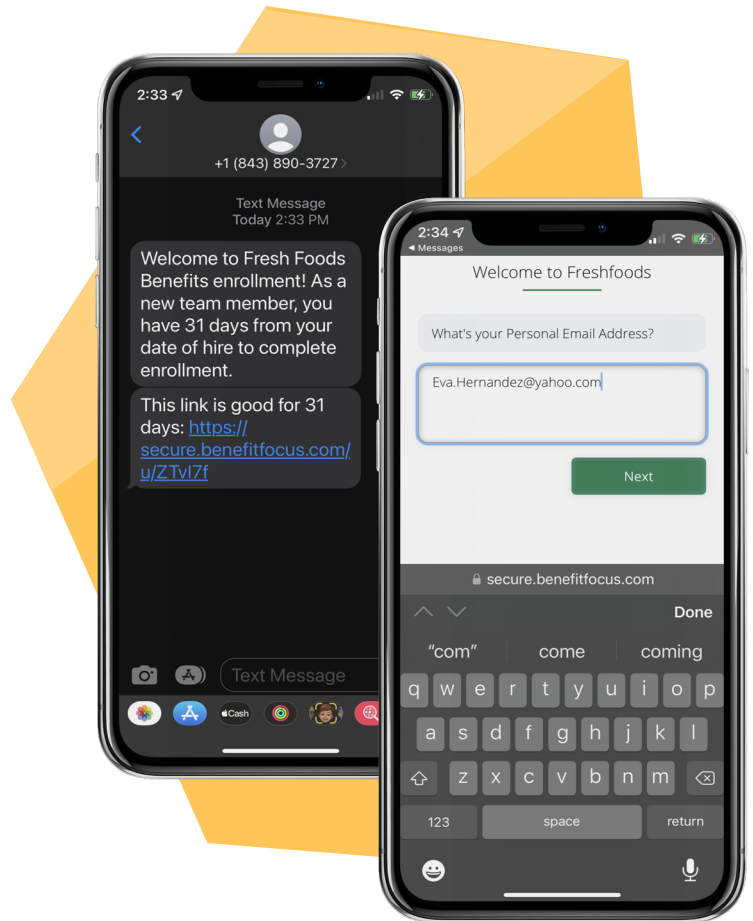 2:33
+1 (843) 890-3727
Text Message
Today 2:33 PM
Welcome to Fresh Foods
Benefits enrollment! As a
new team member, you
have 31 days from your
date of hire to complete
enrollment.
This link is good for 31
days: https://
secure.benefitfocus.com/
u/ZTvI7f
Text Message
Cash
2:34
Messages
Welcome to Freshfoods
What's your Personal Email Address?
Eva.Hernandez@yahoo.com
Next
secure.benefitfocus.com
Done
“com” come coming
q w e r t y u i o p
a s d f g h j k l
z x c v b n m
123 space return